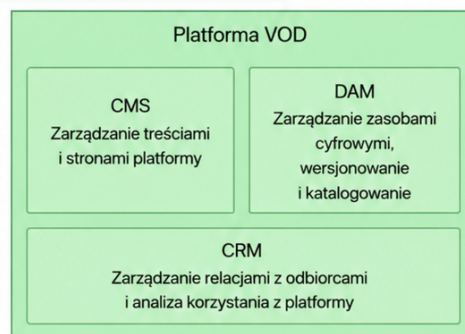 Platforma VOD
CMS
Zarządzanie treściami
i stronami platformy
DAM
Zarządzanie zasobami
cyfrowymi,
wersjonowanie
i katalogowanie
CRM
Zarządzanie relacjami z odbiorcami
i analiza korzystania z platformy